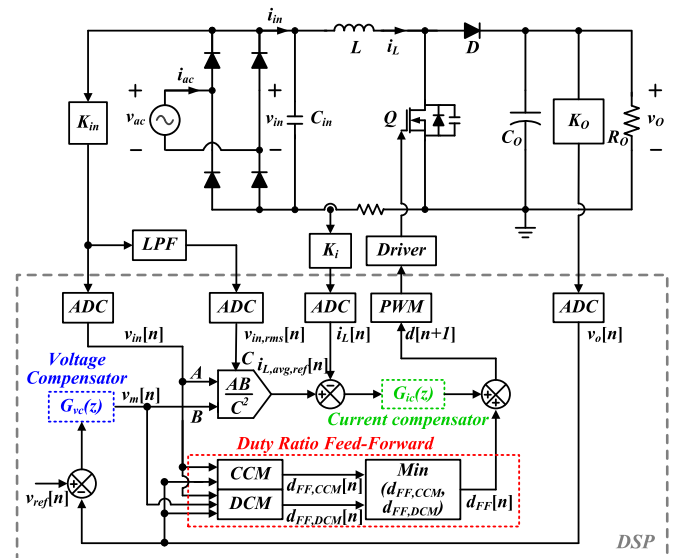 i_in
L
i_L
D
i_ac
+
+
+
K_in
v_ac
v_in
C_in
Q
C_O
K_O
R_O
v_O
−
−
−
LPF
K_i
Driver
ADC
ADC
ADC
PWM
ADC
v_in[n]
v_in,rms[n]
i_L[n]
d[n+1]
v_o[n]
Voltage
Compensator
C
i_L,avg,ref[n]
A
G_vc(z)
v_m[n]
B
AB
C²
+
−
G_ic(z)
+
+
Current compensator
Duty Ratio Feed-Forward
v_ref[n]
+
−
CCM
d_FF,CCM[n]
DCM
d_FF,DCM[n]
Min
(d_FF,CCM,
d_FF,DCM)
d_FF[n]
DSP